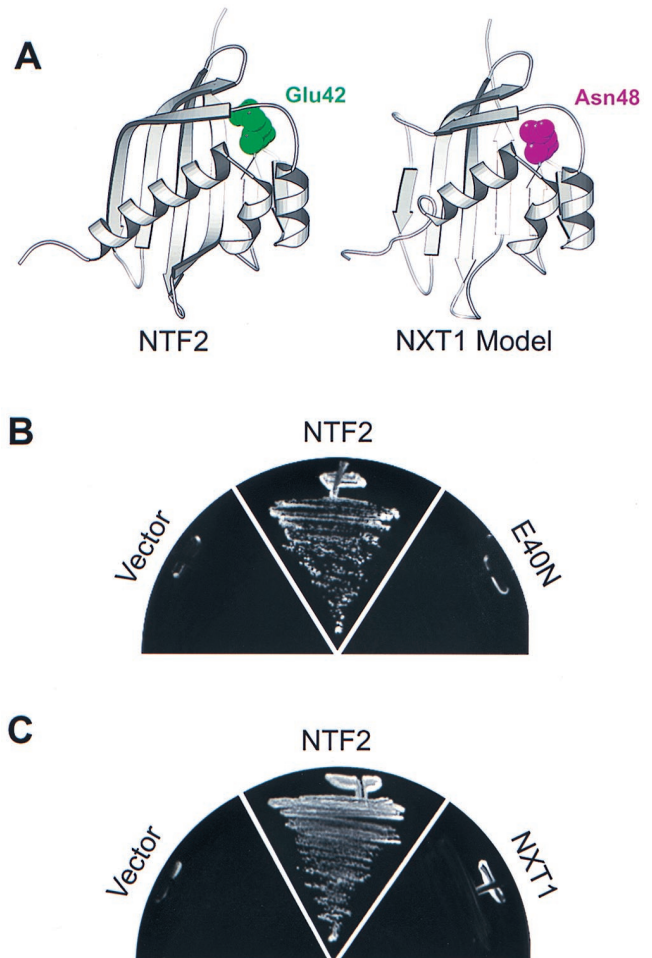 A
Glu42
Asn48
NTF2
NXT1 Model
B
NTF2
Vector
E40N
C
NTF2
Vector
NXT1